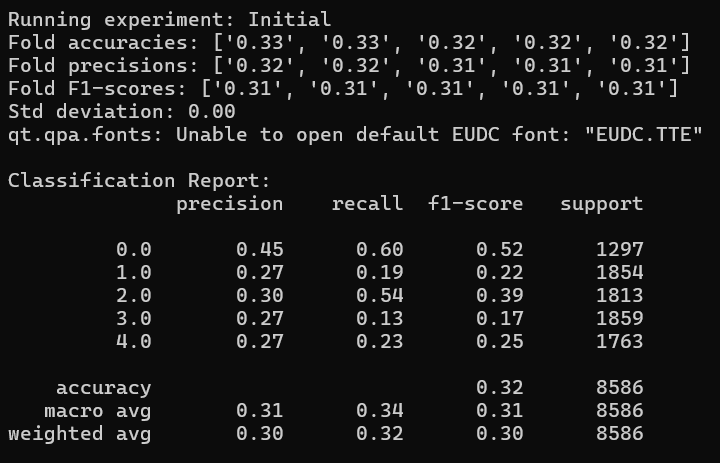 Running experiment: Initial
Fold accuracies: ['0.33', '0.33', '0.32', '0.32', '0.32']
Fold precisions: ['0.32', '0.32', '0.31', '0.31', '0.31']
Fold F1-scores: ['0.31', '0.31', '0.31', '0.31', '0.31']
Std deviation: 0.00
qt.qpa.fonts: Unable to open default EUDC font: "EUDC.TTE"
Classification Report:
precision recall f1-score support
0.0 0.45 0.60 0.52 1297
1.0 0.27 0.19 0.22 1854
2.0 0.30 0.54 0.39 1813
3.0 0.27 0.13 0.17 1859
4.0 0.27 0.23 0.25 1763
accuracy 0.32 8586
macro avg 0.31 0.34 0.31 8586
weighted avg 0.30 0.32 0.30 8586